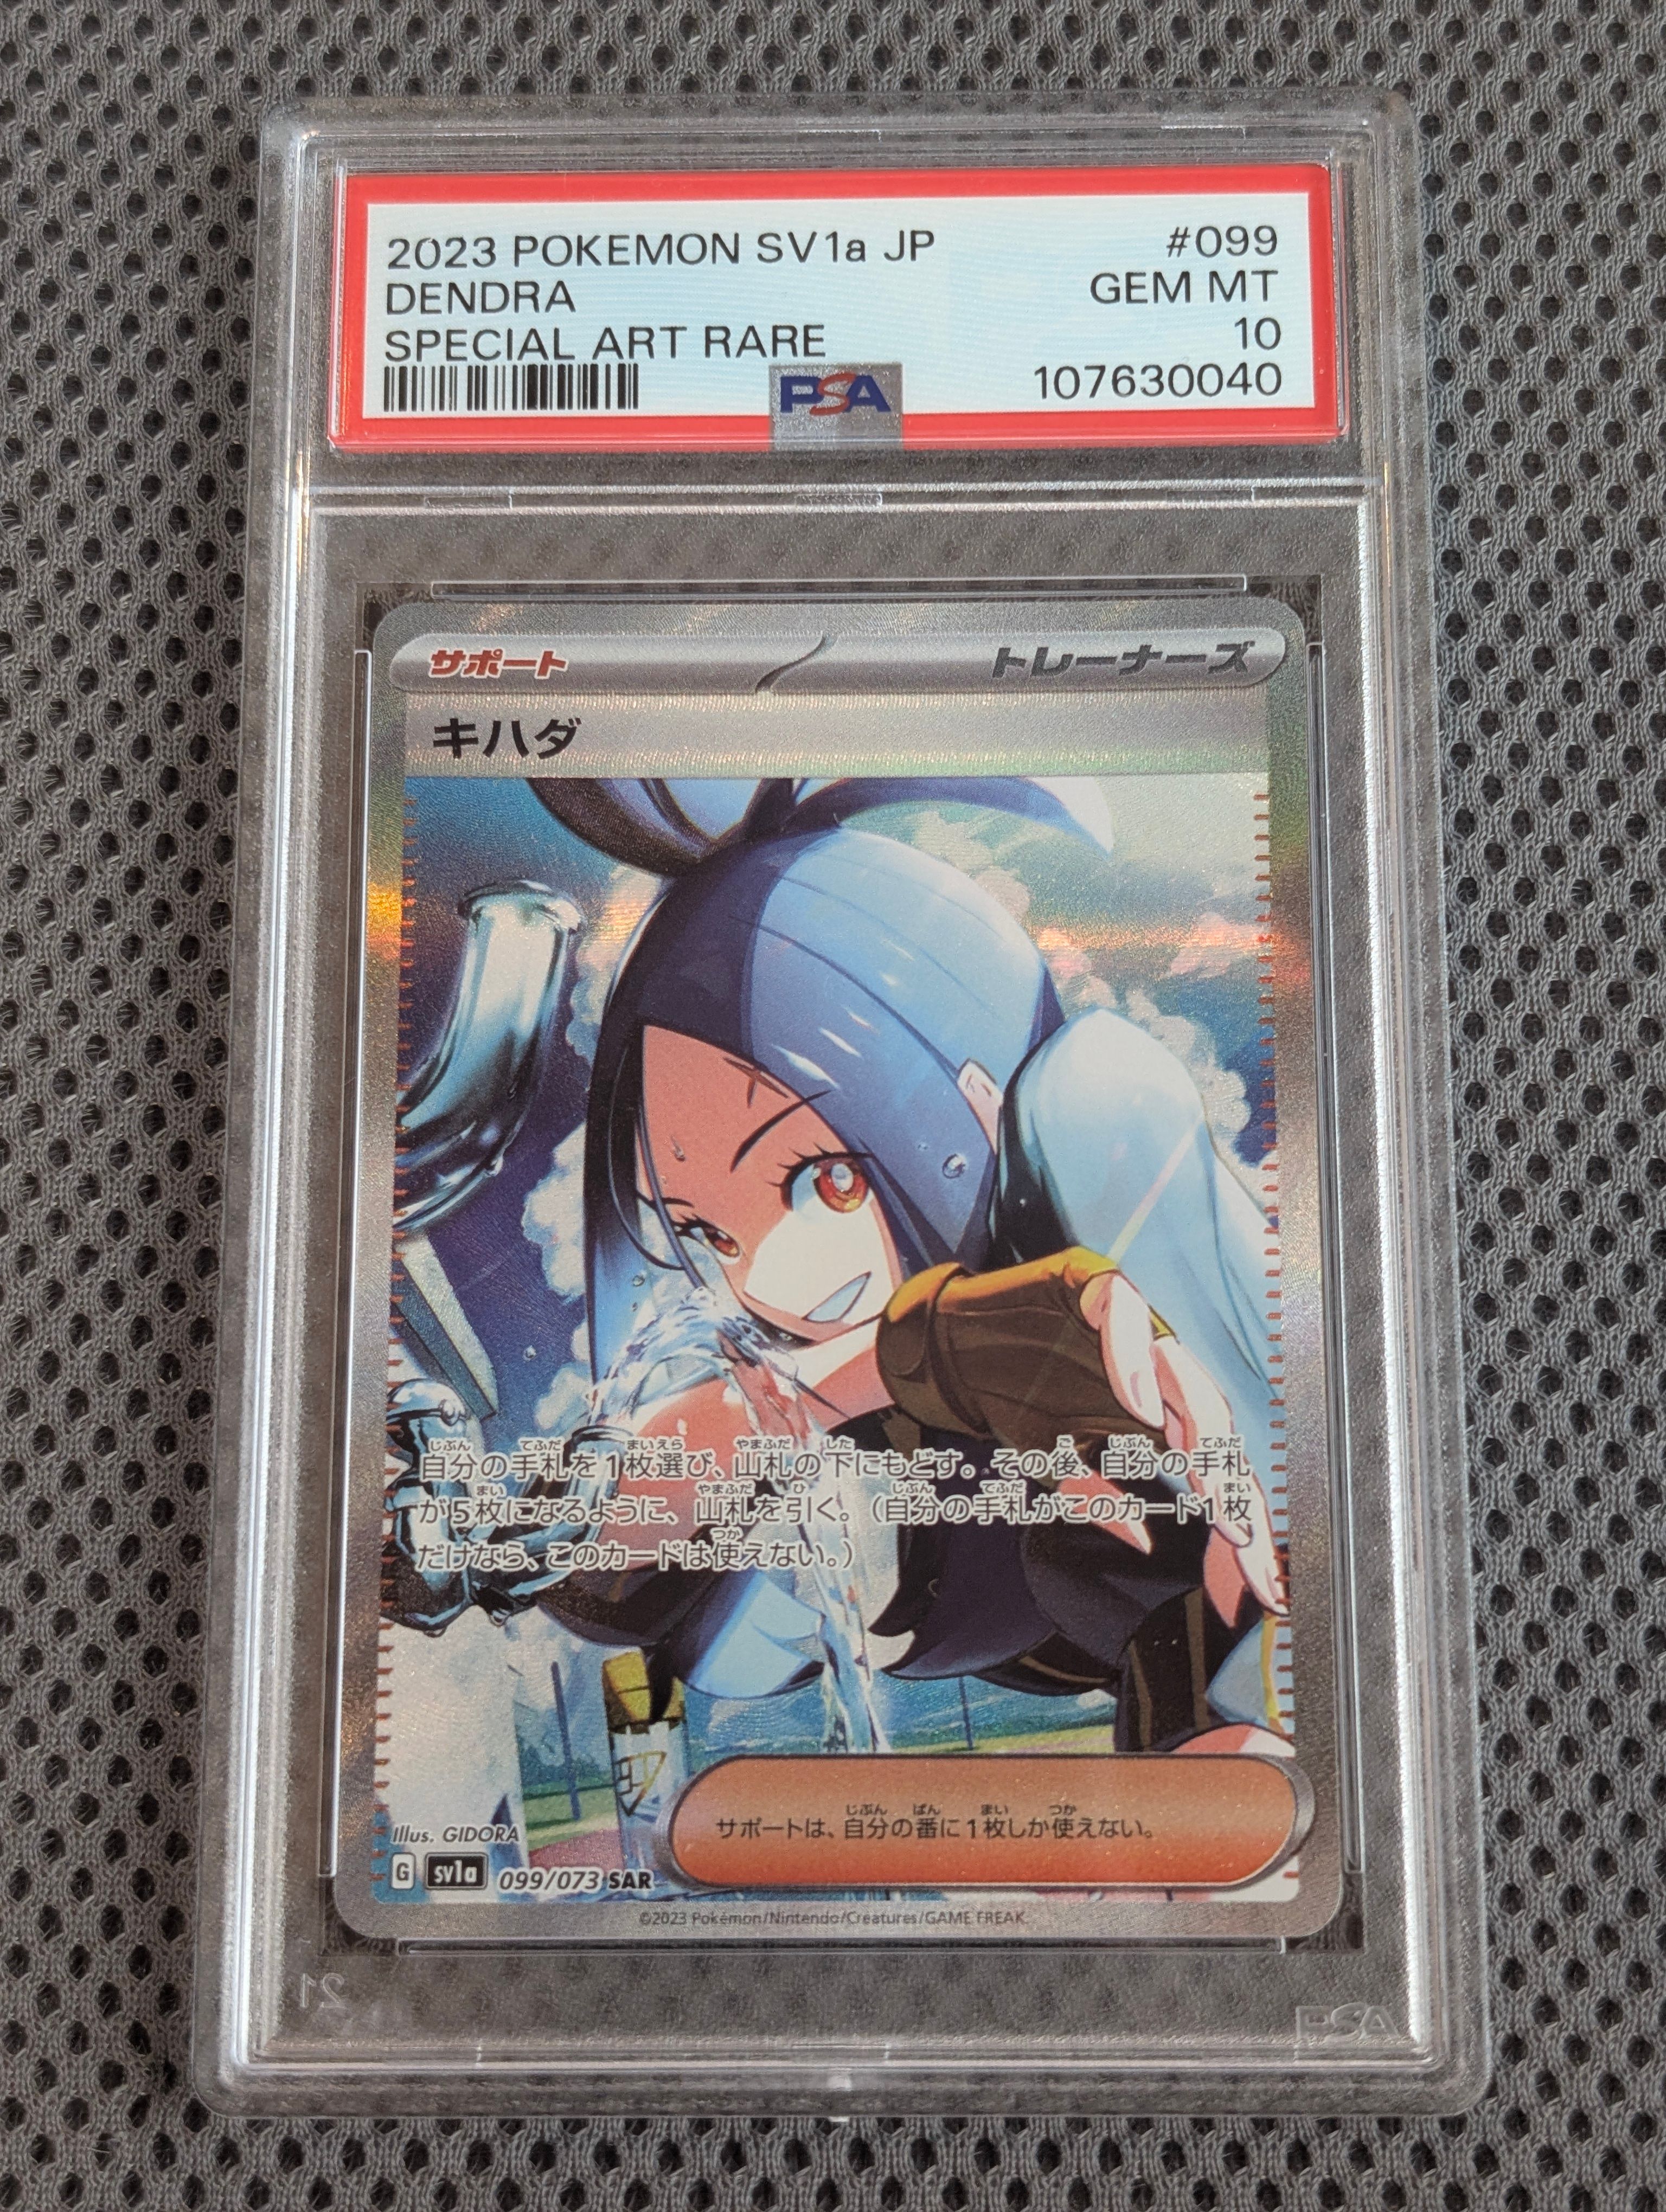 2023 POKEMON SV1a JP #099
DENDRA GEM MT
SPECIAL ART RARE 10
PSA 107630040
サポート トレーナーズ
キハダ
自分の手札を1枚選び、山札の下にもどす。その後、自分の手札
が5枚になるように、山札を引く。（自分の手札がこのカード1枚
だけなら、このカードは使えない。）
サポートは、自分の番に1枚しか使えない。
Illus. GIDORA
G sv1a 099/073 SAR
©2023 Pokémon/Nintendo/Creatures/GAME FREAK.
21 PSA